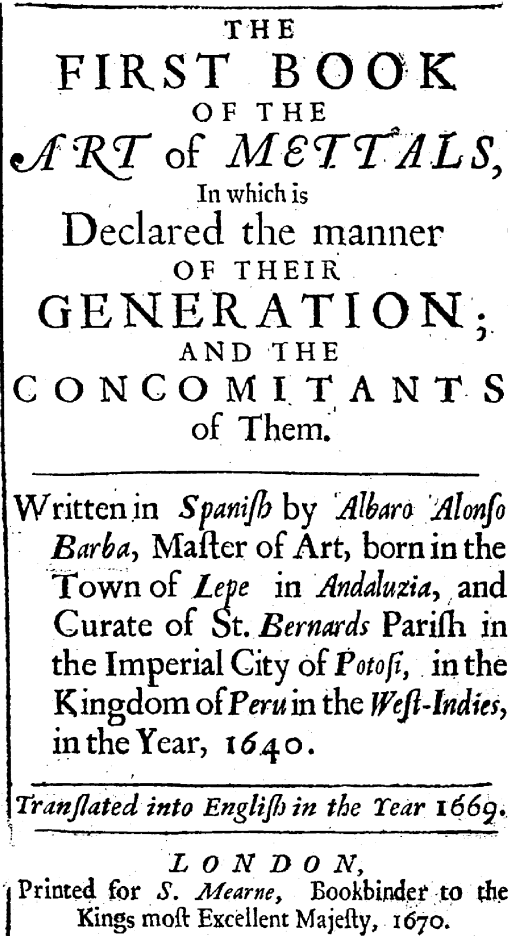 THE
FIRST BOOK
OF THE
ART of METTALS,
In which is
Declared the manner
OF THEIR
GENERATION;
AND THE
CONCOMITANTS
of Them.
Written in Spaniſh by Albaro Alonſo
Barba, Maſter of Art, born in the
Town of Lepe in Andaluzia, and
Curate of St. Bernards Pariſh in
the Imperial City of Potoſi, in the
Kingdom of Peru in the Weſt-Indies,
in the Year, 1640.
Tranſlated into Engliſh in the Year 1669.
LONDON,
Printed for S. Mearne, Bookbinder to the
Kings moſt Excellent Majeſty, 1670.